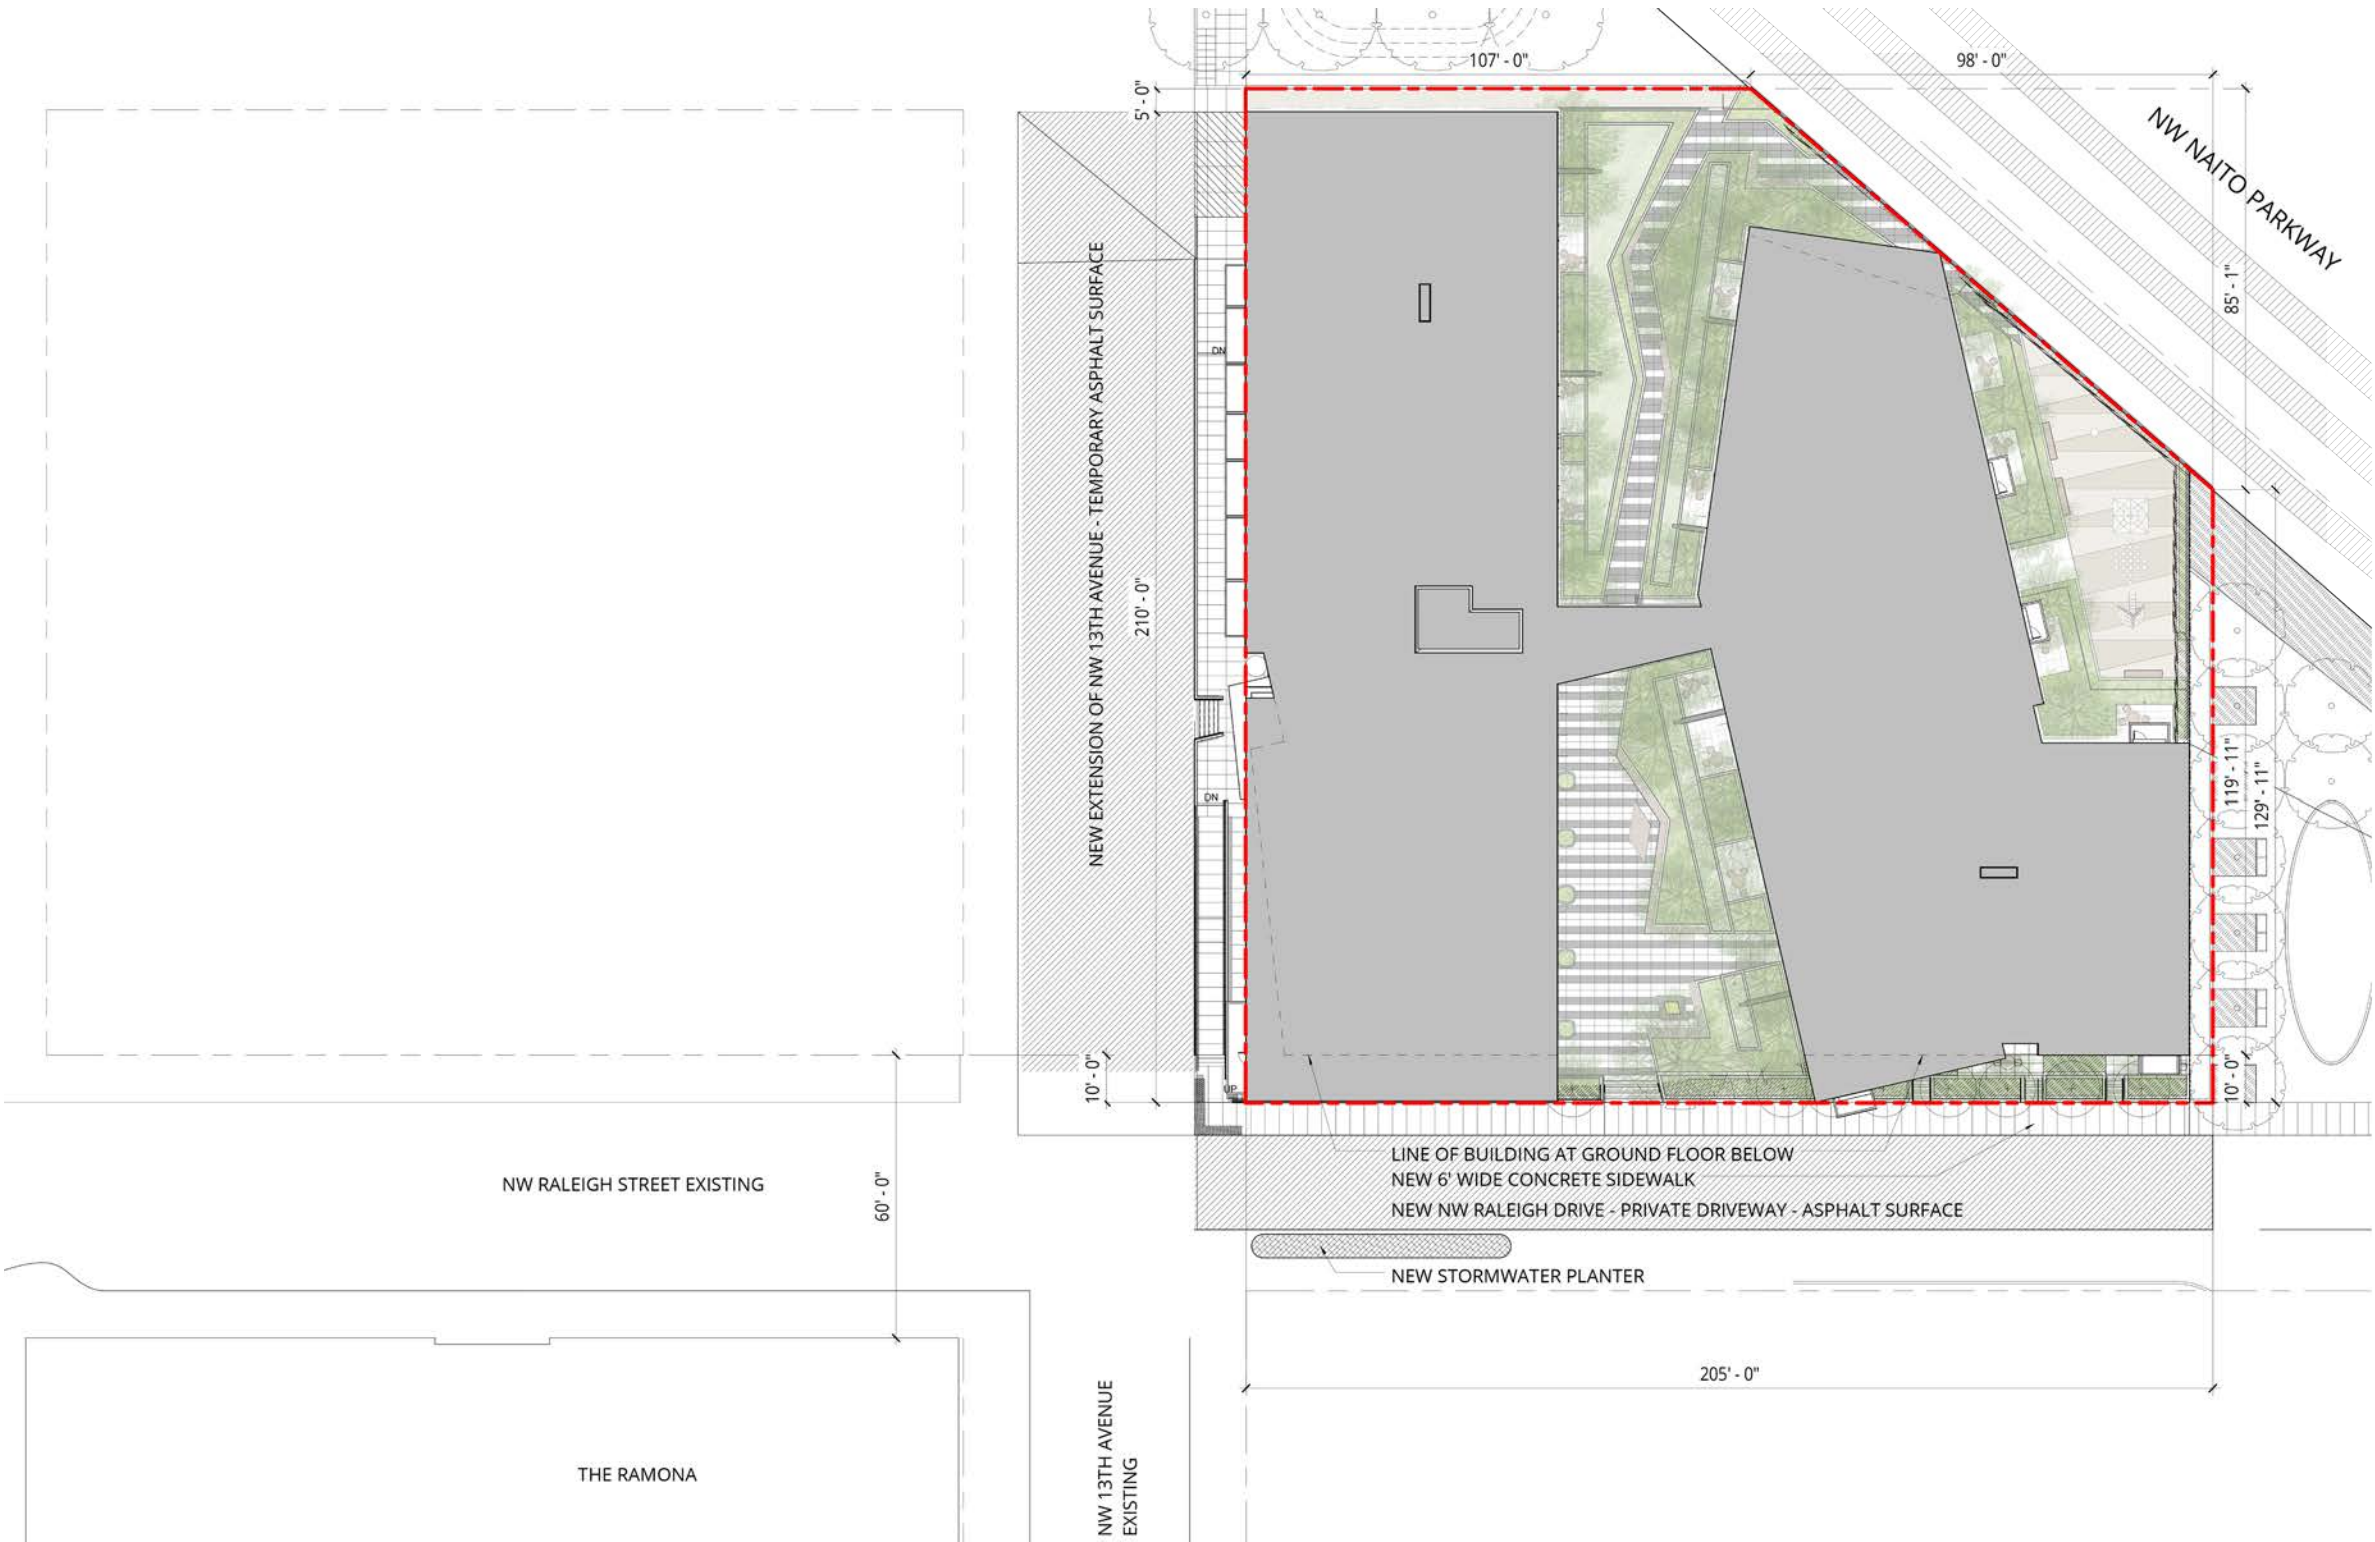 107' - 0"
98' - 0"
5' - 0"
NW NAITO PARKWAY
85' - 1"
NEW EXTENSION OF NW 13TH AVENUE - TEMPORARY ASPHALT SURFACE
DN
210' - 0"
DN
119' - 11"
129' - 11"
10' - 0"
UP
10' - 0"
LINE OF BUILDING AT GROUND FLOOR BELOW
NEW 6' WIDE CONCRETE SIDEWALK
NEW NW RALEIGH DRIVE - PRIVATE DRIVEWAY - ASPHALT SURFACE
NW RALEIGH STREET EXISTING
60' - 0"
NEW STORMWATER PLANTER
205' - 0"
THE RAMONA
NW 13TH AVENUE
EXISTING